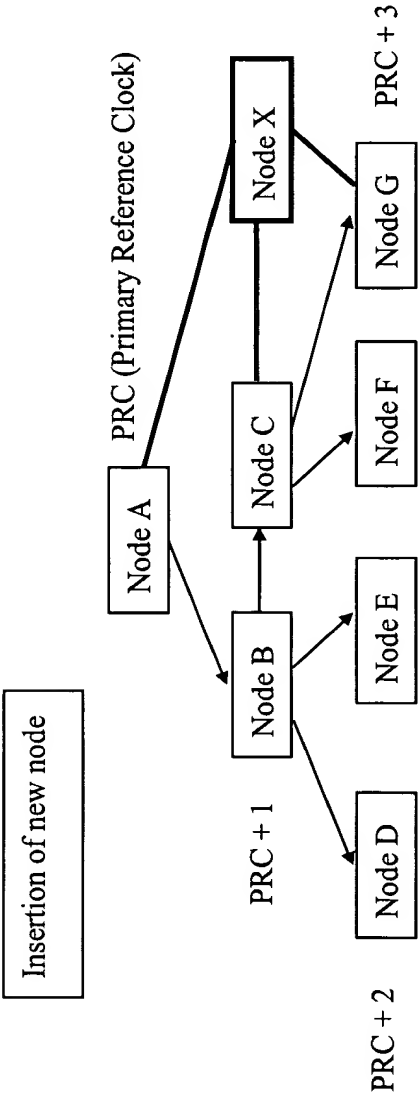 Insertion of new node
PRC (Primary Reference Clock)
Node A
PRC + 1
Node B
Node C
Node X
PRC + 2
Node D
Node E
Node F
Node G
PRC + 3